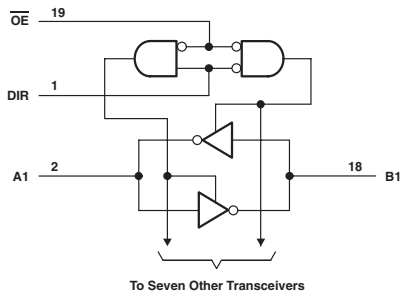 OE 19
DIR 1
A1 2
18 B1
To Seven Other Transceivers